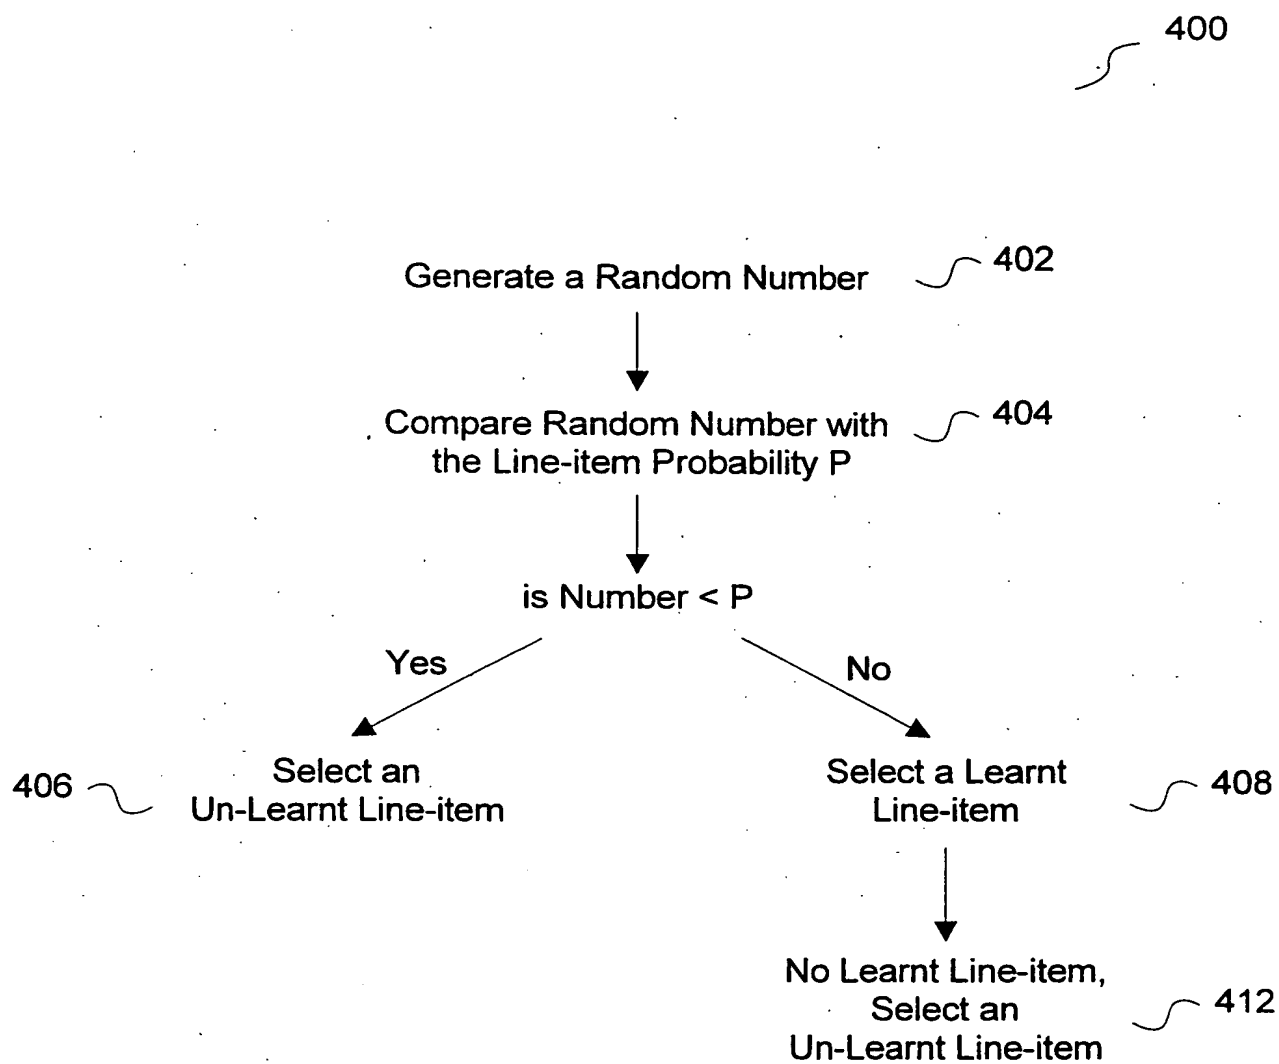 400
Generate a Random Number
402
Compare Random Number with
the Line-item Probability P
404
is Number < P
Yes
No
406
Select an
Un-Learnt Line-item
Select a Learnt
Line-item
408
No Learnt Line-item,
Select an
Un-Learnt Line-item
412